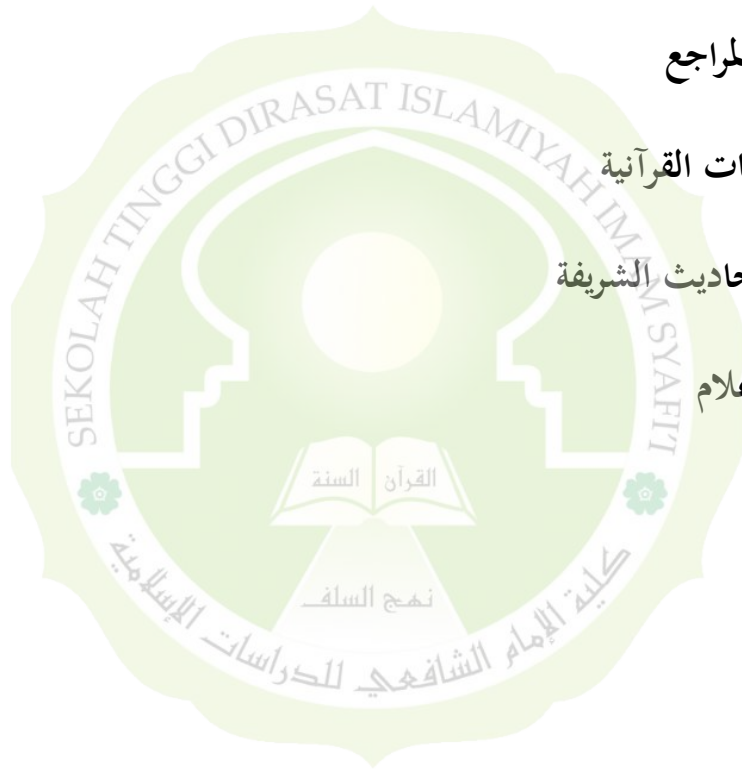 لمراجع
ات القرآنية
حاديث الشريفة
علام
SEKOLAH TINGGI DIRASAT ISLAMIYAH IMAM SYAFI'I
القرآن السنة
نهج السلف
كلية الإمام الشافعي للدراسات الإسلامية